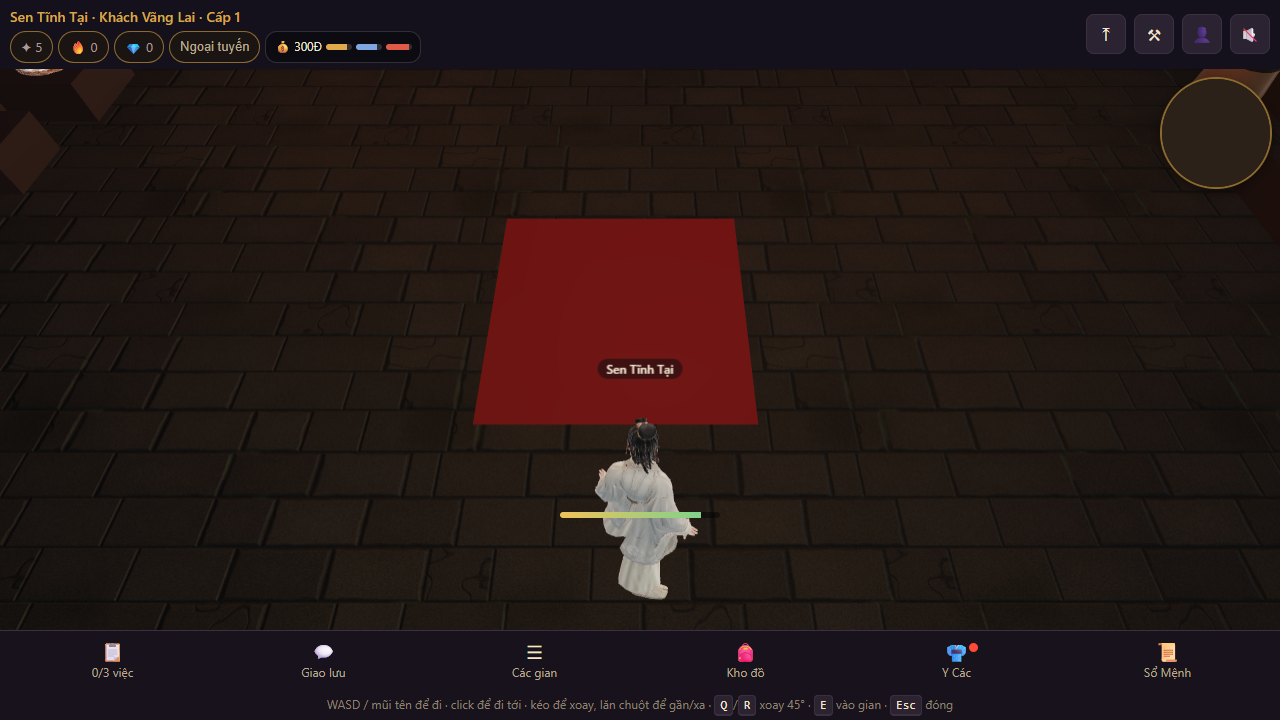 Sen Tĩnh Tại · Khách Vãng Lai · Cấp 1
5
0
0
Ngoại tuyến
300Đ
Sen Tĩnh Tại
0/3 việc
Giao lưu
Các gian
Kho đồ
Y Các
Sổ Mệnh
WASD / mũi tên để đi · click để đi tới · kéo để xoay, lăn chuột để gần/xa · Q / R xoay 45° · E vào gian · Esc đóng